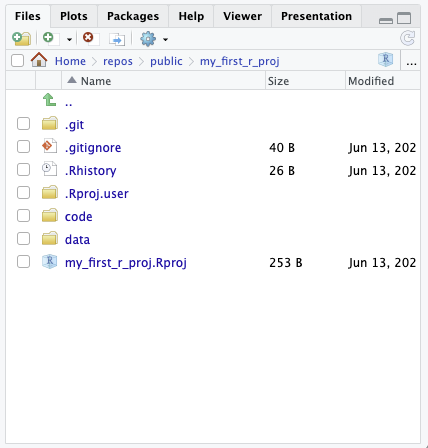 Files Plots Packages Help Viewer Presentation
Home repos public my_first_r_proj R ...
Name Size Modified
..
.git
.gitignore 40 B Jun 13, 202
.Rhistory 26 B Jun 13, 202
.Rproj.user
code
data
R my_first_r_proj.Rproj 253 B Jun 13, 202